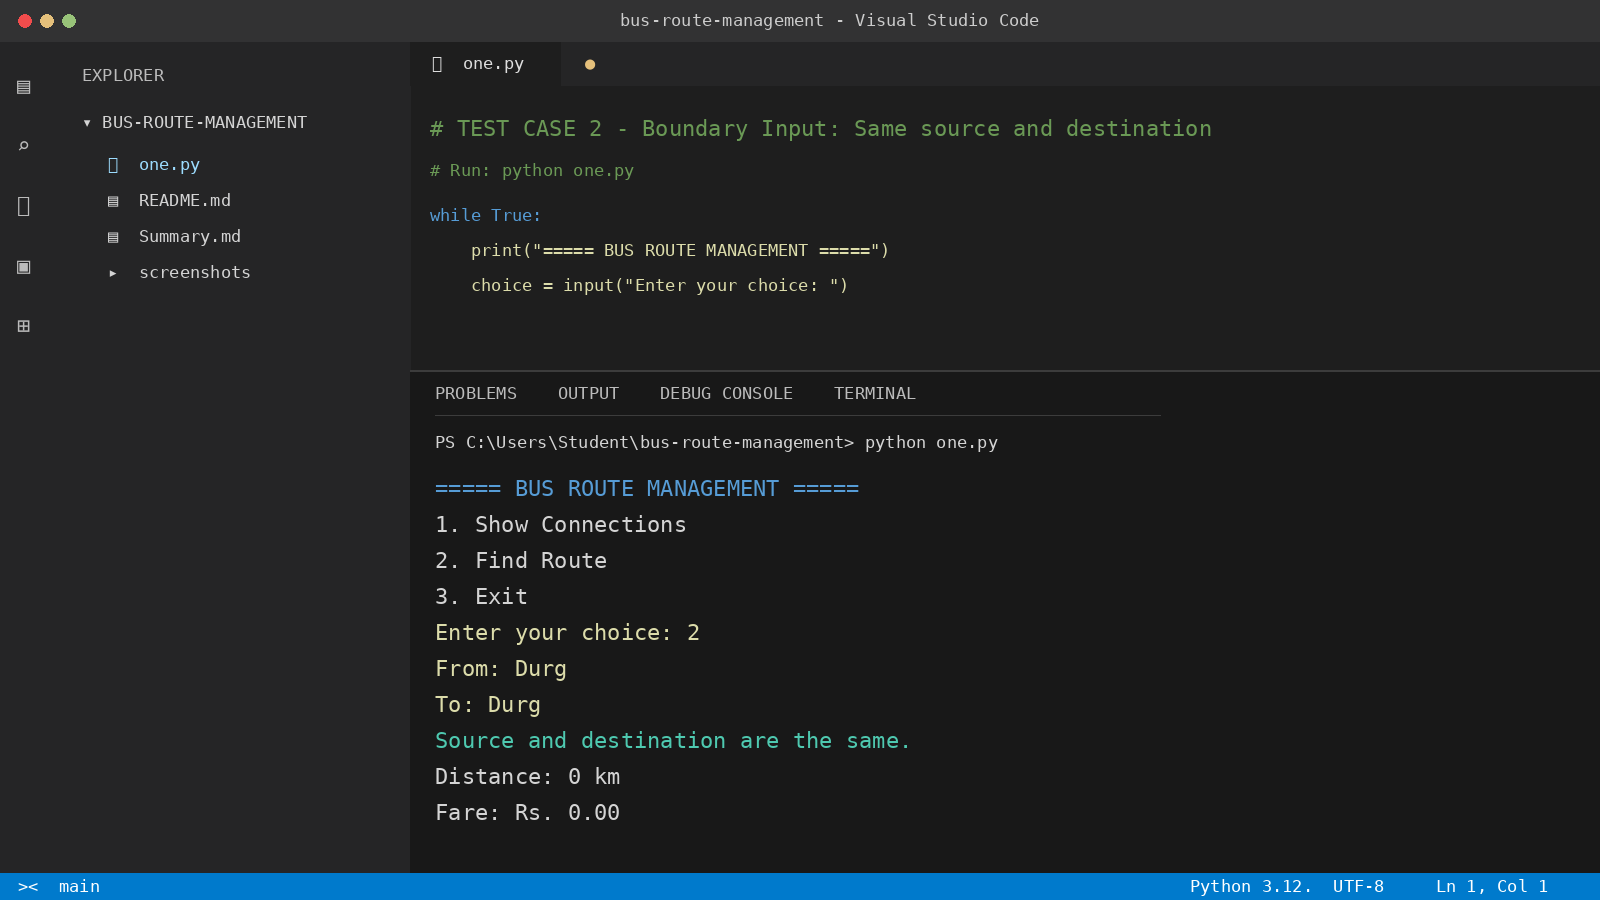 bus-route-management - Visual Studio Code
EXPLORER
▾ BUS-ROUTE-MANAGEMENT
one.py
README.md
Summary.md
▸ screenshots
one.py ●
# TEST CASE 2 - Boundary Input: Same source and destination
# Run: python one.py
while True:
    print("===== BUS ROUTE MANAGEMENT =====")
    choice = input("Enter your choice: ")
PROBLEMS OUTPUT DEBUG CONSOLE TERMINAL
PS C:\Users\Student\bus-route-management> python one.py
===== BUS ROUTE MANAGEMENT =====
1. Show Connections
2. Find Route
3. Exit
Enter your choice: 2
From: Durg
To: Durg
Source and destination are the same.
Distance: 0 km
Fare: Rs. 0.00
>< main Python 3.12. UTF-8 Ln 1, Col 1